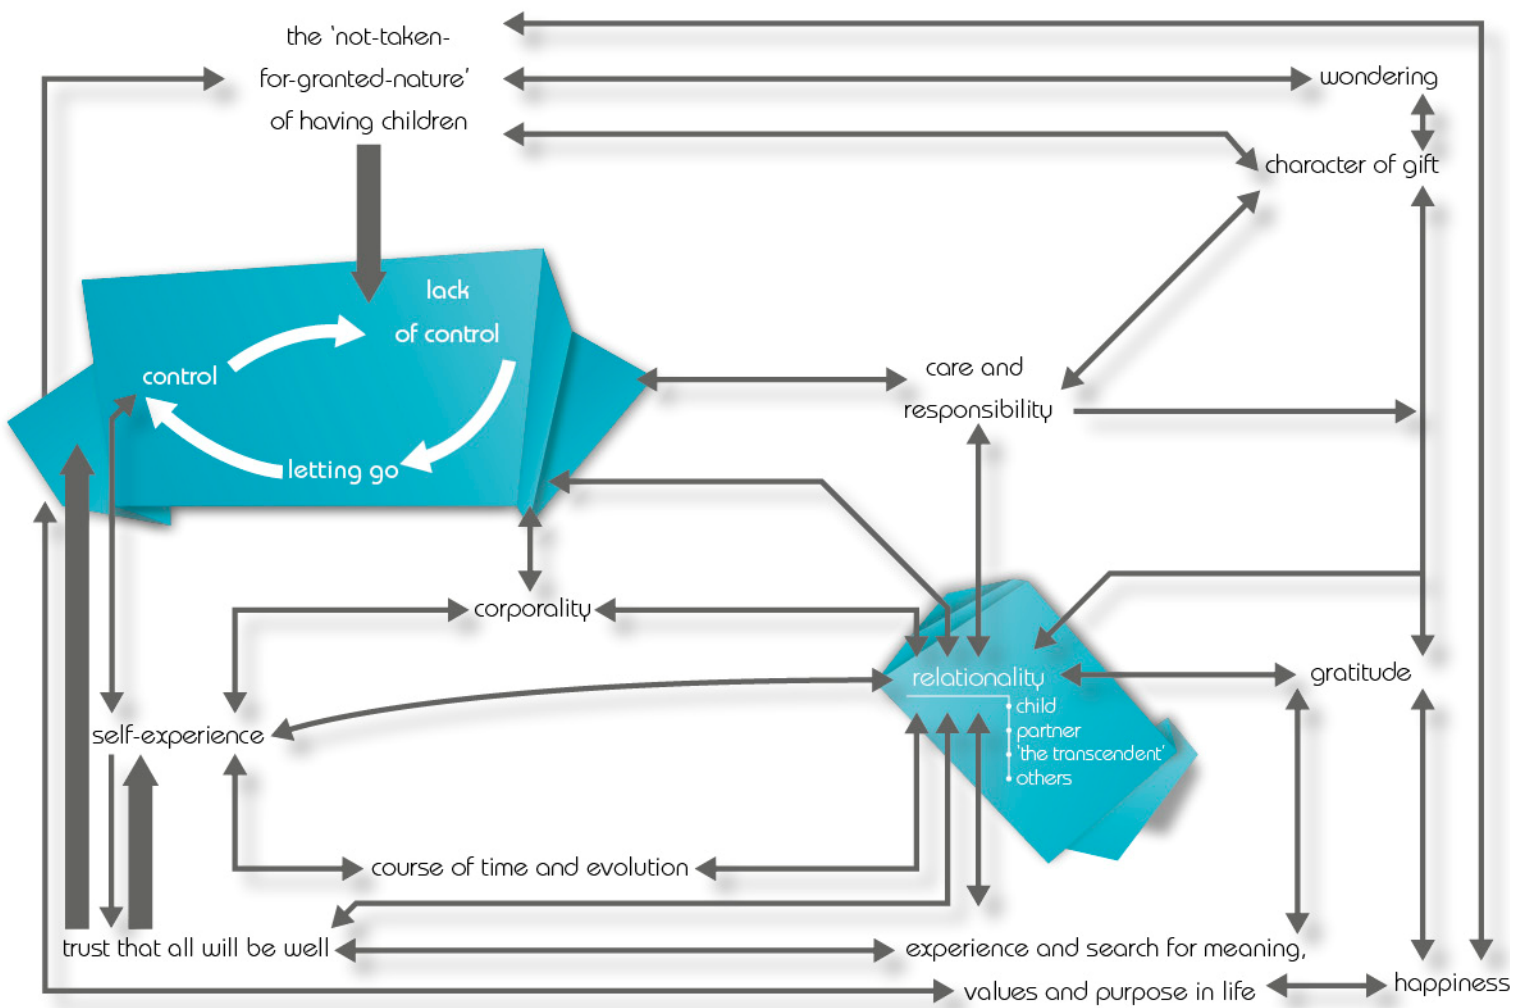 the 'not-taken-
for-granted-nature'
of having children
wondering
character of gift
lack
of control
control
letting go
care and
responsibility
corporality
relationality
child
partner
'the transcendent'
others
gratitude
self-experience
course of time and evolution
trust that all will be well
experience and search for meaning,
values and purpose in life
happiness